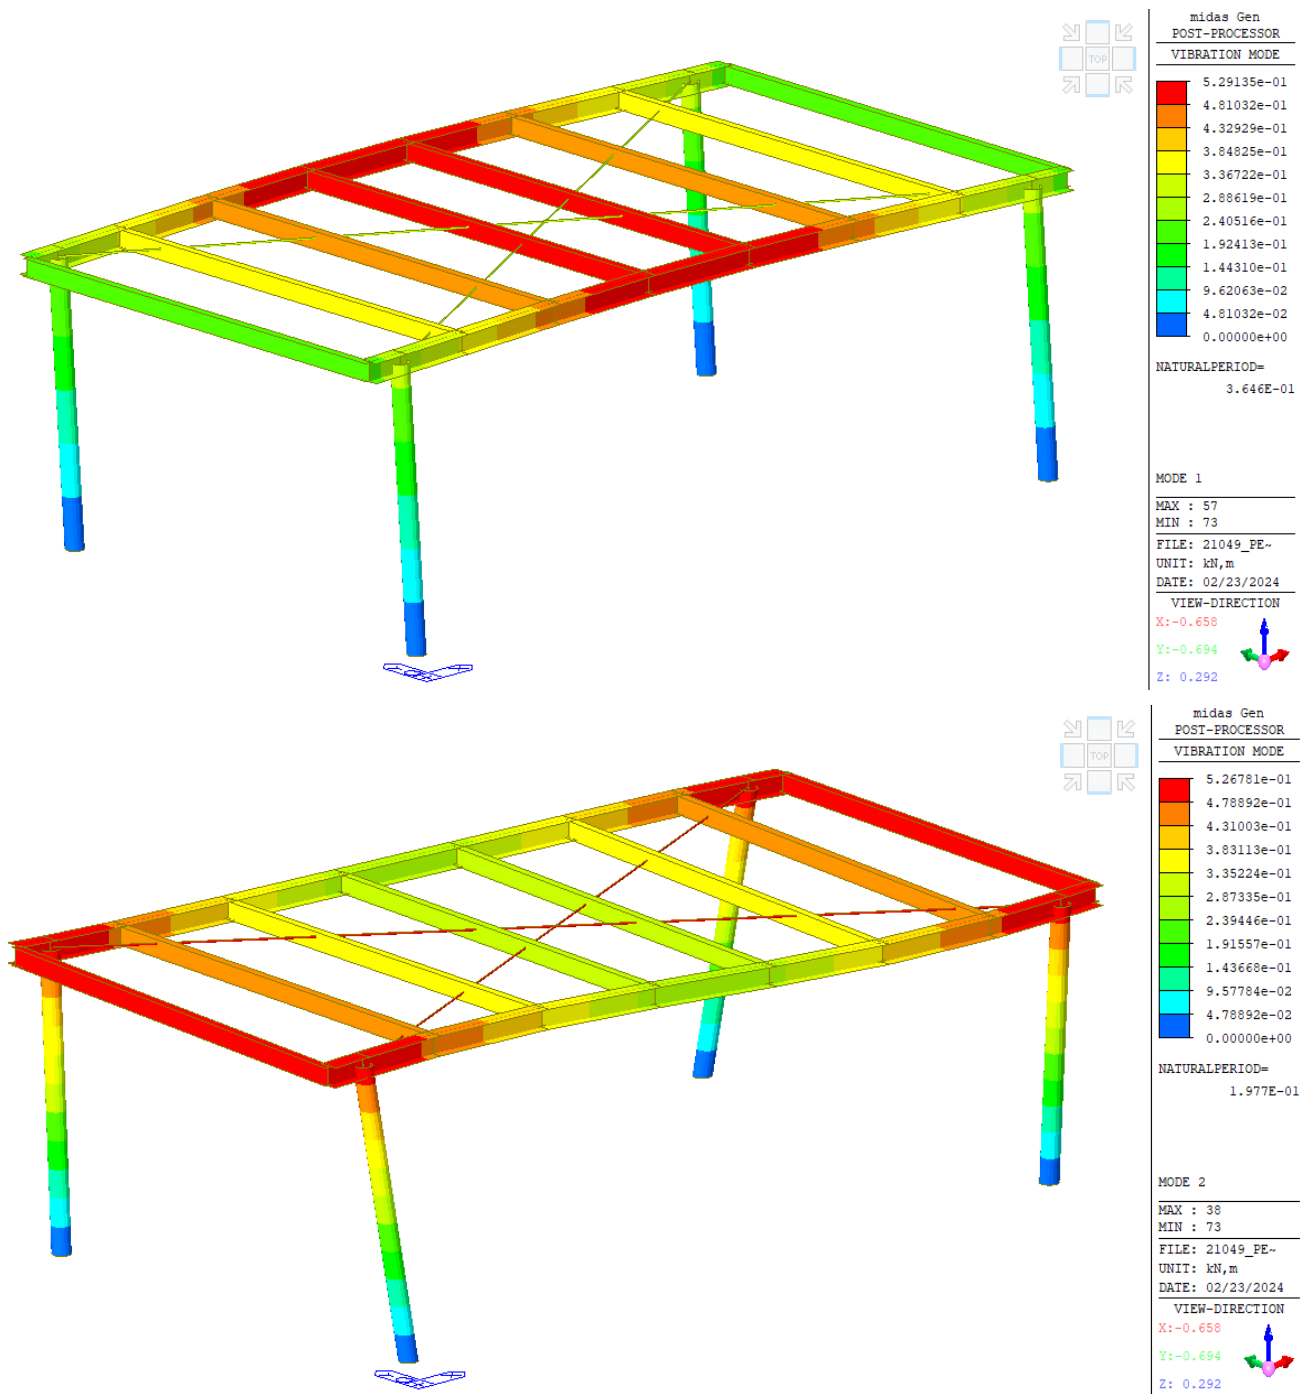 TOP
midas Gen
POST-PROCESSOR
VIBRATION MODE
5.29135e-01
4.81032e-01
4.32929e-01
3.84825e-01
3.36722e-01
2.88619e-01
2.40516e-01
1.92413e-01
1.44310e-01
9.62063e-02
4.81032e-02
0.00000e+00
NATURALPERIOD=
3.646E-01
MODE 1
MAX : 57
MIN : 73
FILE: 21049_PE~
UNIT: kN,m
DATE: 02/23/2024
VIEW-DIRECTION
X:-0.658
Y:-0.694
Z: 0.292
TOP
midas Gen
POST-PROCESSOR
VIBRATION MODE
5.26781e-01
4.78892e-01
4.31003e-01
3.83113e-01
3.35224e-01
2.87335e-01
2.39446e-01
1.91557e-01
1.43668e-01
9.57784e-02
4.78892e-02
0.00000e+00
NATURALPERIOD=
1.977E-01
MODE 2
MAX : 38
MIN : 73
FILE: 21049_PE~
UNIT: kN,m
DATE: 02/23/2024
VIEW-DIRECTION
X:-0.658
Y:-0.694
Z: 0.292